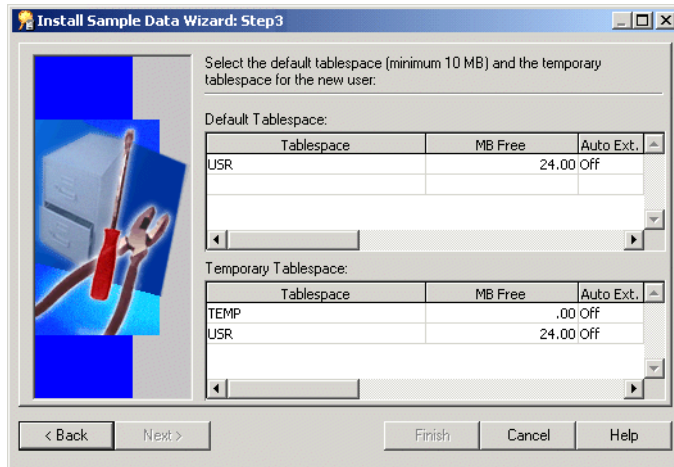 Install Sample Data Wizard: Step3
Select the default tablespace (minimum 10 MB) and the temporary
tablespace for the new user:
Default Tablespace:
Tablespace MB Free Auto Ext.
USR 24.00 Off
Temporary Tablespace:
Tablespace MB Free Auto Ext.
TEMP .00 Off
USR 24.00 Off
< Back Next > Finish Cancel Help